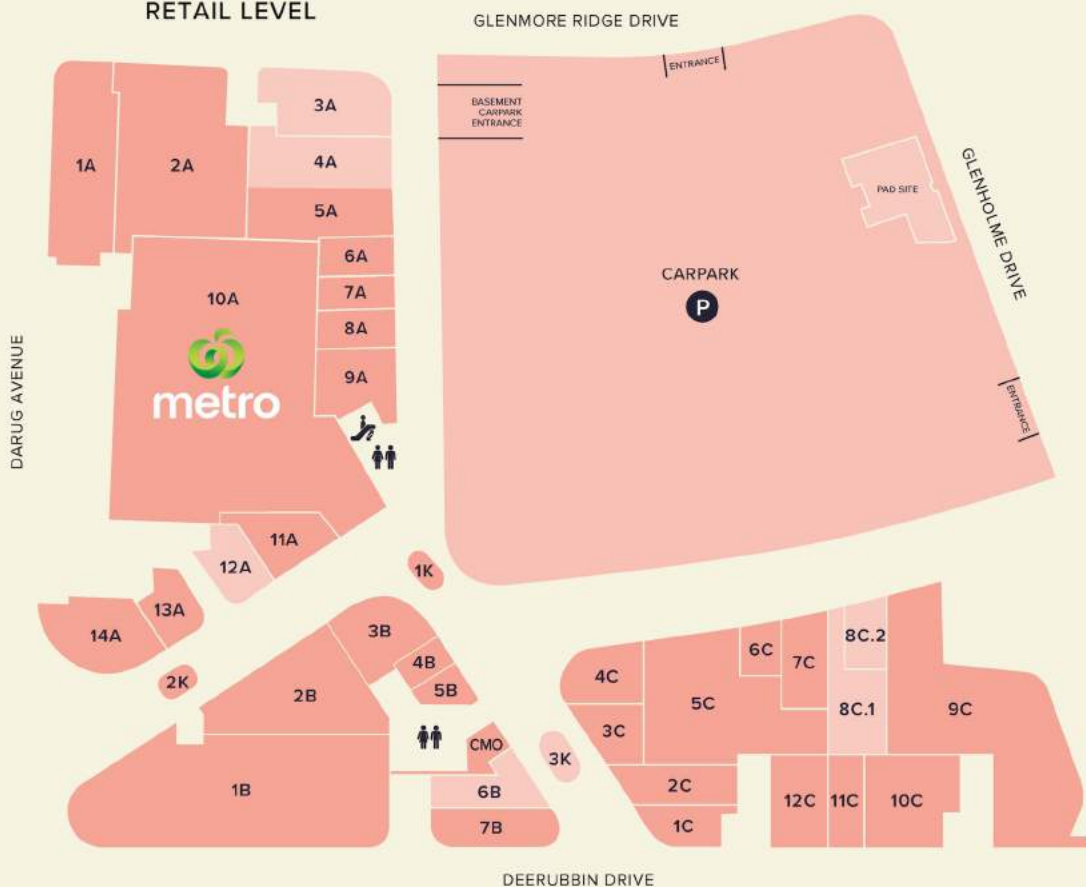 RETAIL LEVEL
GLENMORE RIDGE DRIVE
ENTRANCE
BASEMENT
CARPARK
ENTRANCE
3A
1A
2A
4A
PAD SITE
GLENHOLME DRIVE
5A
6A
CARPARK
P
7A
10A
8A
metro
9A
DARUG AVENUE
ENTRANCE
11A
12A
1K
13A
14A
3B
8C.2
4B
6C
7C
4C
2K
5B
2B
5C
8C.1
9C
3C
CMO
3K
1B
6B
2C
12C
11C
10C
7B
1C
DEERUBBIN DRIVE